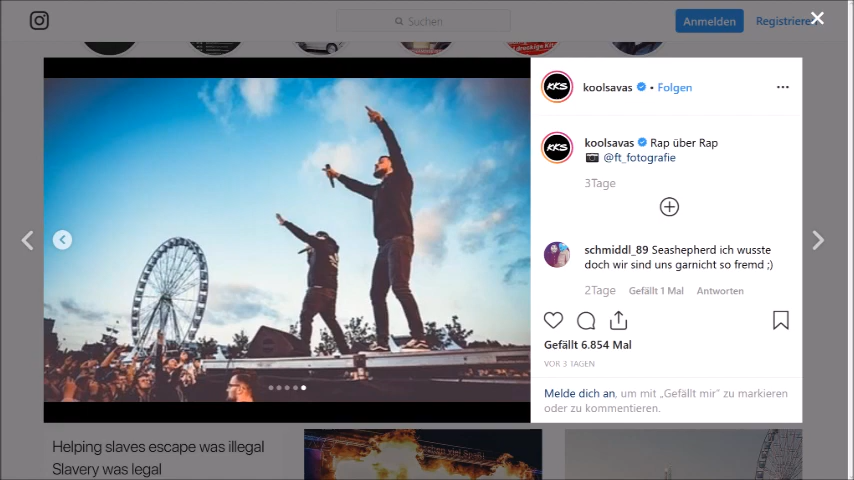 Suchen
Anmelden
Registriere
koolsavas • Folgen
koolsavas Rap über Rap
@ft_fotografie
3Tage
schmiddl_89 Seashepherd ich wusste
doch wir sind uns garnicht so fremd ;)
2Tage Gefällt 1 Mal Antworten
Gefällt 6.854 Mal
VOR 3 TAGEN
Melde dich an, um mit „Gefällt mir“ zu markieren
oder zu kommentieren.
Helping slaves escape was illegal
Slavery was legal